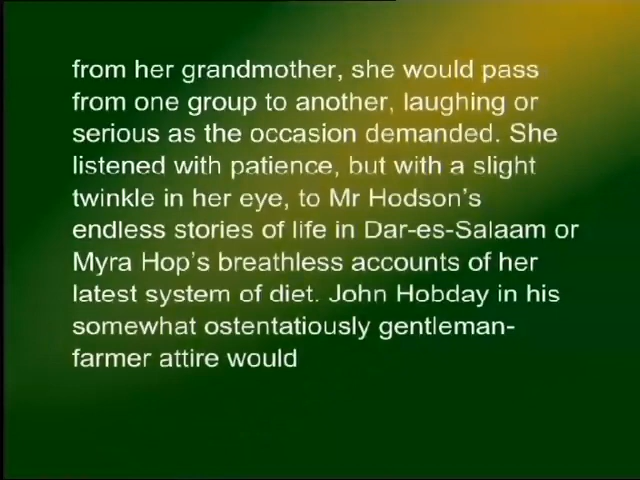 from her grandmother, she would pass
from one group to another, laughing or
serious as the occasion demanded. She
listened with patience, but with a slight
twinkle in her eye, to Mr Hodson’s
endless stories of life in Dar-es-Salaam or
Myra Hop’s breathless accounts of her
latest system of diet. John Hobday in his
somewhat ostentatiously gentleman-
farmer attire would